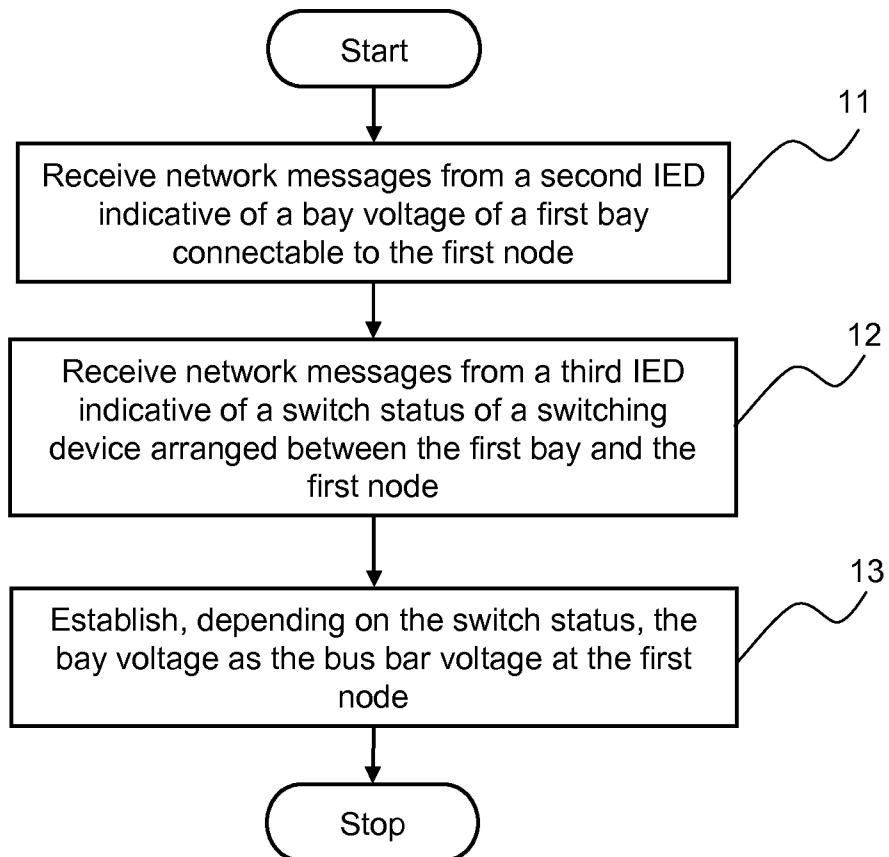 Start
11
Receive network messages from a second IED
indicative of a bay voltage of a first bay
connectable to the first node
12
Receive network messages from a third IED
indicative of a switch status of a switching
device arranged between the first bay and the
first node
13
Establish, depending on the switch status, the
bay voltage as the bus bar voltage at the first
node
Stop